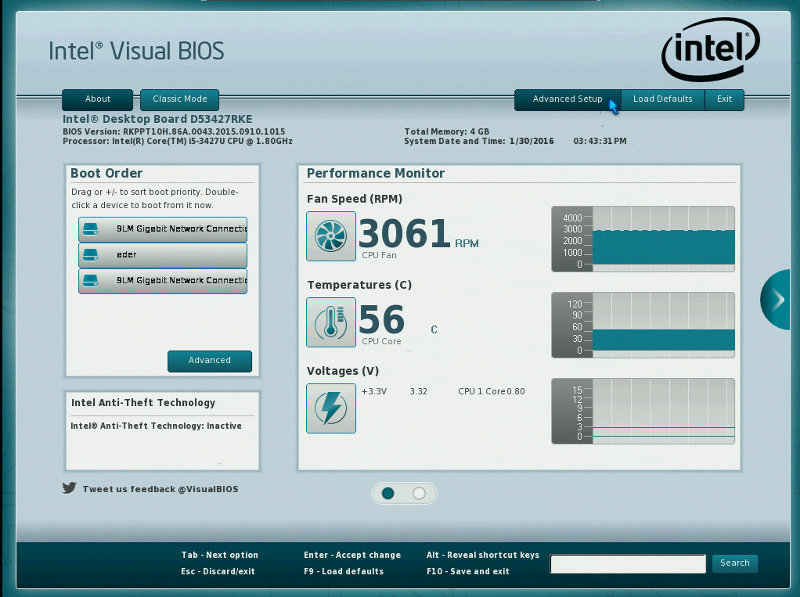 Intel® Visual BIOS
intel®
About
Classic Mode
Advanced Setup
Load Defaults
Exit
Intel® Desktop Board D53427RKE
BIOS Version: RKPPT10H.86A.0043.2015.0910.1015
Processor: Intel(R) Core(TM) i5-3427U CPU @ 1.80GHz
Total Memory: 4 GB
System Date and Time: 1/30/2016 03:43:31PM
Boot Order
Drag or +/- to sort boot priority. Double-
click a device to boot from it now.
9LM Gigabit Network Connectic
øder
9LM Gigabit Network Connectic
Advanced
Intel Anti-Theft Technology
Intel® Anti-Theft Technology: Inactive
Tweet us feedback @VisualBIOS
Performance Monitor
Fan Speed (RPM)
3061 RPM
CPU Fan
4000
3000
2000
1000
0
Temperatures (C)
56 C
CPU Core
120
90
60
30
0
Voltages (V)
+3.3V 3.32 CPU 1 Core 0.80
15
12
9
6
3
0
Tab - Next option
Enter - Accept change
Alt - Reveal shortcut keys
Esc - Discard/exit
F9 - Load defaults
F10 - Save and exit
Search